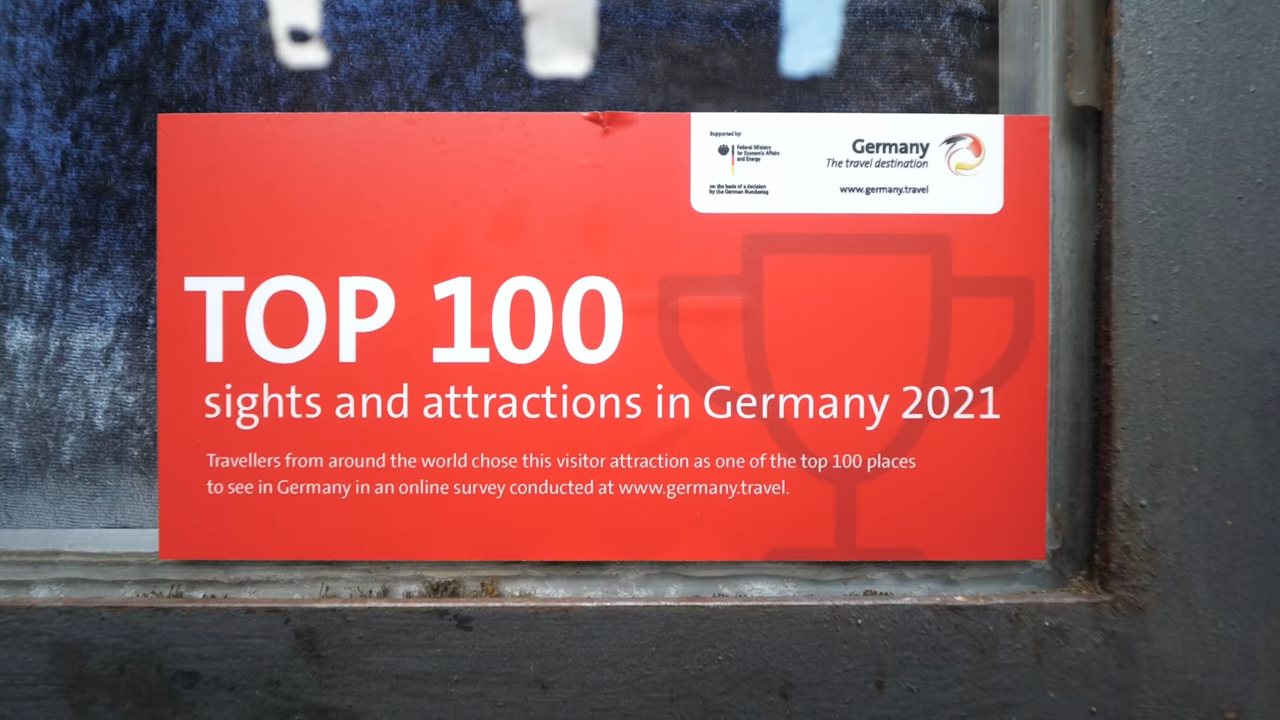 Supported by:
Federal Ministry
for Economic Affairs
and Energy
on the basis of a decision
by the German Bundestag
Germany
The travel destination
www.germany.travel
TOP 100
sights and attractions in Germany 2021
Travellers from around the world chose this visitor attraction as one of the top 100 places
to see in Germany in an online survey conducted at www.germany.travel.